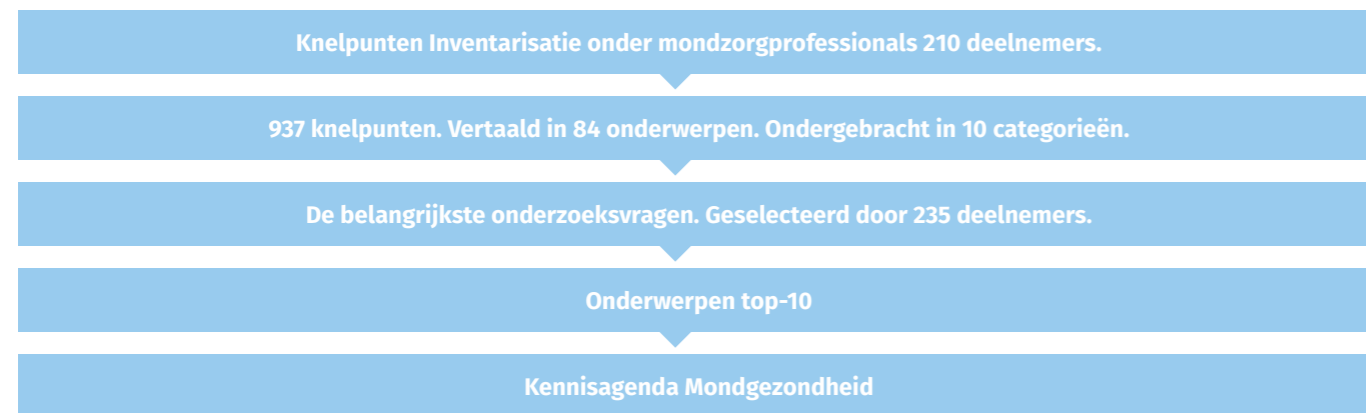 Knelpunten Inventarisatie onder mondzorgprofessionals 210 deelnemers.
937 knelpunten. Vertaald in 84 onderwerpen. Ondergebracht in 10 categorieën.
De belangrijkste onderzoeksvragen. Geselecteerd door 235 deelnemers.
Onderwerpen top-10
Kennisagenda Mondgezondheid